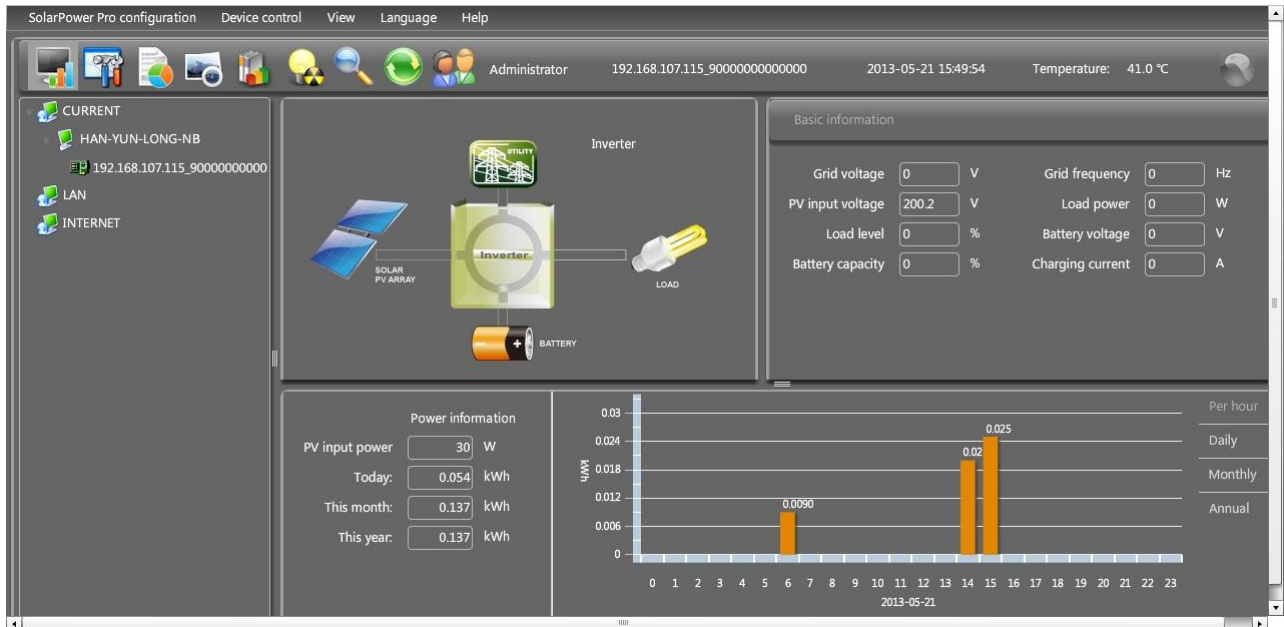 SolarPower Pro configuration Device control View Language Help
Administrator 192.168.107.115_90000000000000 2013-05-21 15:49:54 Temperature: 41.0 ℃
CURRENT
HAN-YUN-LONG-NB
192.168.107.115_90000000000
LAN
INTERNET
Inverter
UTILITY
SOLAR
PV ARRAY
Inverter
LOAD
BATTERY
Basic information
Grid voltage 0 V Grid frequency 0 Hz
PV input voltage 200.2 V Load power 0 W
Load level 0 % Battery voltage 0 V
Battery capacity 0 % Charging current 0 A
Power information
PV input power 30 W
Today: 0.054 kWh
This month: 0.137 kWh
This year: 0.137 kWh
kWh
0.03
0.024
0.018
0.012
0.006
0
0.0090
0.02
0.025
0 1 2 3 4 5 6 7 8 9 10 11 12 13 14 15 16 17 18 19 20 21 22 23
2013-05-21
Per hour
Daily
Monthly
Annual